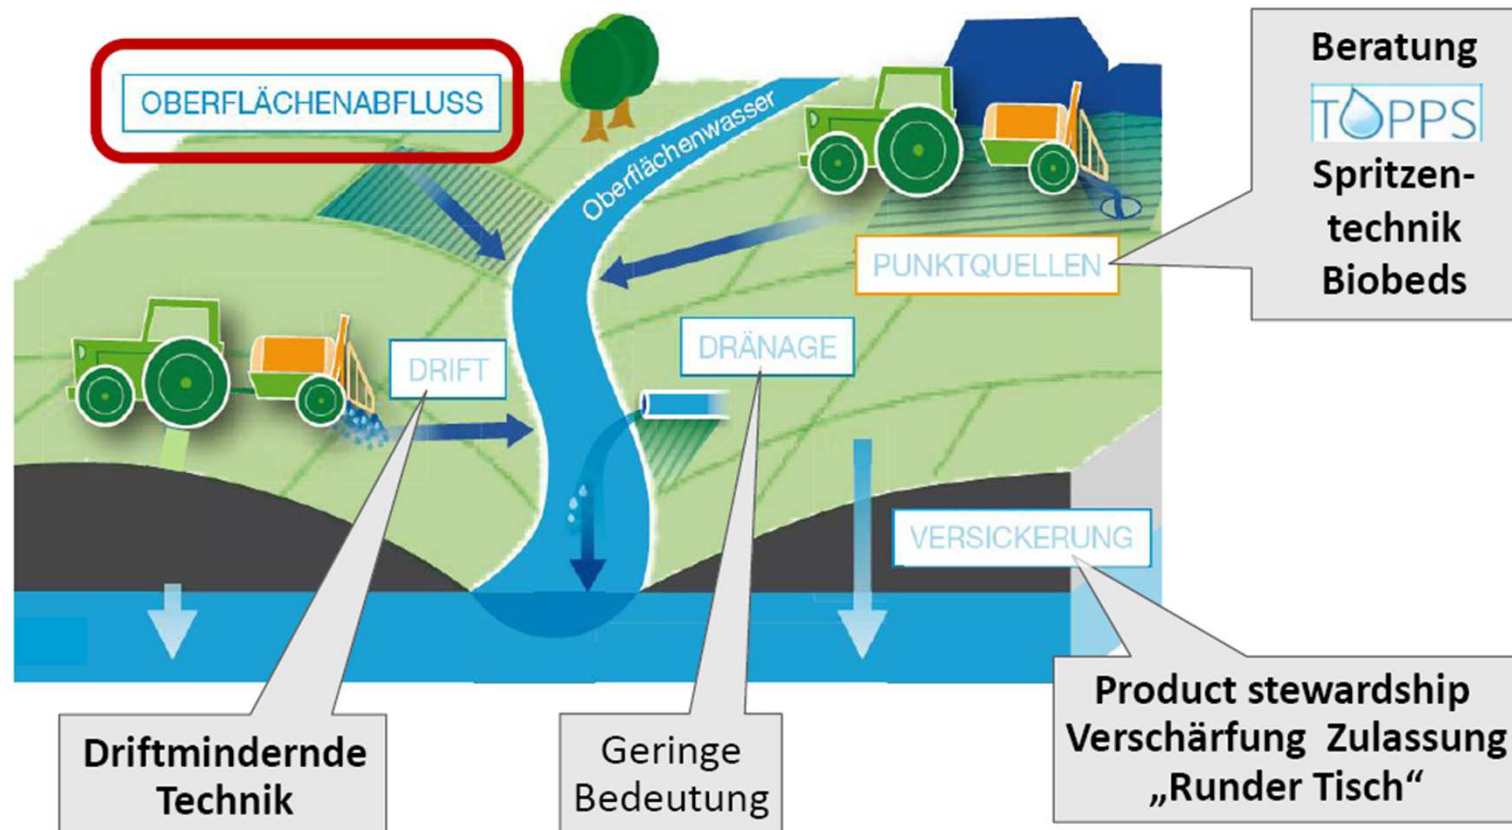 OBERFLÄCHENABFLUSS
Oberflächenwasser
Beratung
TOPPS
Spritzen-
technik
Biobeds
PUNKTQUELLEN
DRIFT
DRÄNAGE
VERSICKERUNG
Driftmindernde
Technik
Geringe
Bedeutung
Product stewardship
Verschärfung Zulassung
„Runder Tisch“